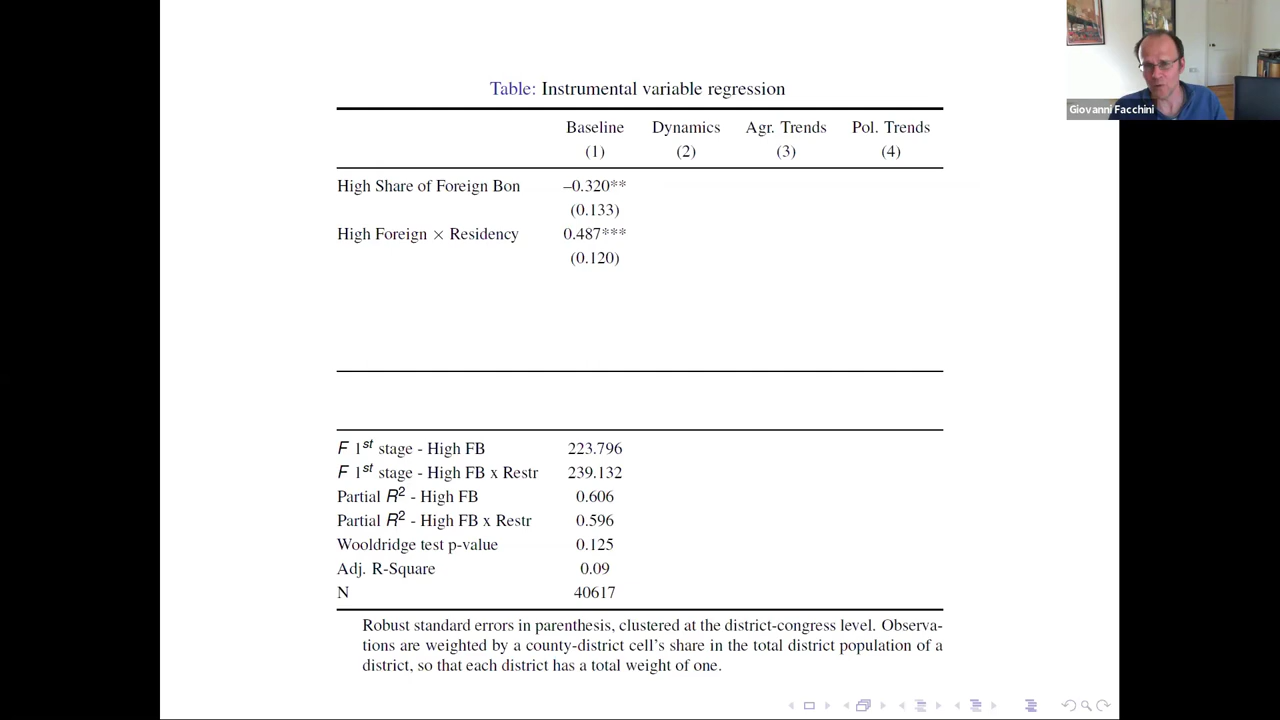 Table: Instrumental variable regression
Baseline Dynamics Agr. Trends Pol. Trends
(1) (2) (3) (4)
High Share of Foreign Bon –0.320**
(0.133)
High Foreign × Residency 0.487***
(0.120)
F 1st stage - High FB 223.796
F 1st stage - High FB x Restr 239.132
Partial R2 - High FB 0.606
Partial R2 - High FB x Restr 0.596
Wooldridge test p-value 0.125
Adj. R-Square 0.09
N 40617
Robust standard errors in parenthesis, clustered at the district-congress level. Observa-
tions are weighted by a county-district cell's share in the total district population of a
district, so that each district has a total weight of one.
Giovanni Facchini